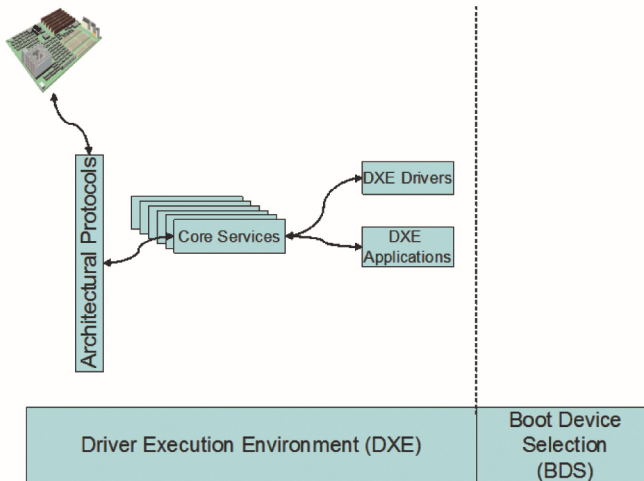 Architectural Protocols
Core Services
DXE Drivers
DXE
Applications
Driver Execution Environment (DXE)
Boot Device
Selection
(BDS)